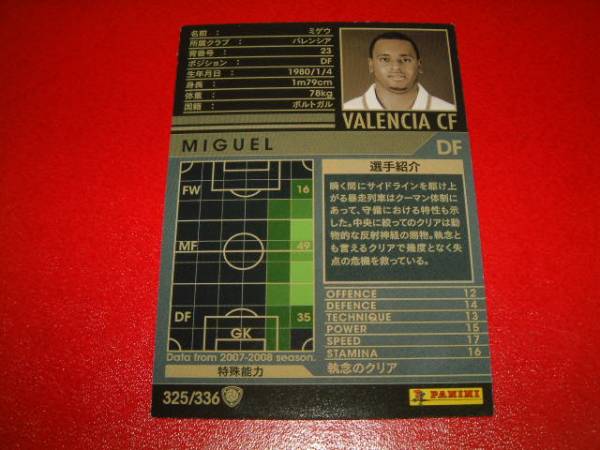 名前 : ミゲウ
所属クラブ : バレンシア
背番号 : 23
ポジション : DF
生年月日 : 1980/1/4
身長 : 1m79cm
体重 : 78kg
国籍 : ポルトガル
VALENCIA CF
MIGUEL
DF
FW 16
MF 49
DF 35
GK
Data from 2007-2008 season.
選手紹介
瞬く間にサイドラインを駆け上
がる暴走列車はクーマン体制に
あって、守備における特性も示
した。中央に絞ってのクリアは動
物的な反射神経の賜物。執念と
も言えるクリアで幾度となく失
点の危機を救っている。
OFFENCE 12
DEFENCE 14
TECHNIQUE 13
POWER 15
SPEED 17
STAMINA 16
特殊能力 執念のクリア
325/336
PANINI